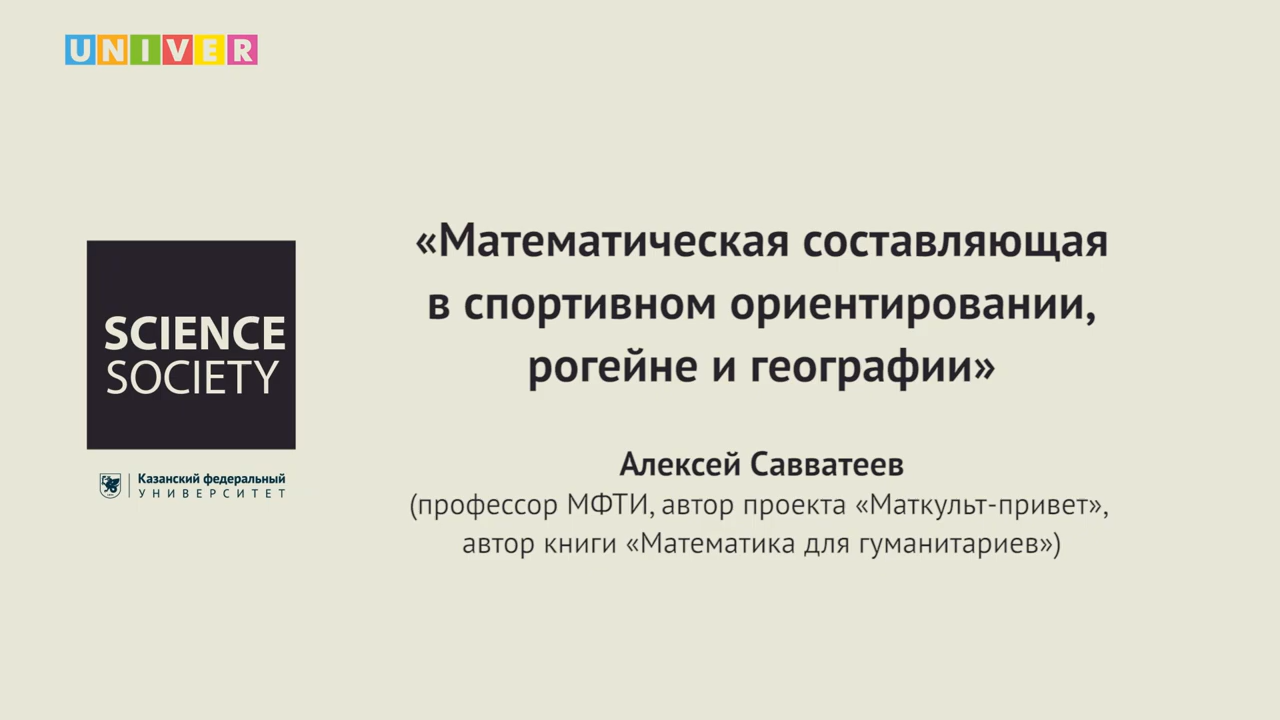 UNIVER
«Математическая составляющая
в спортивном ориентировании,
рогейне и географии»
SCIENCE
SOCIETY
Казанский федеральный
УНИВЕРСИТЕТ
Алексей Савватеев
(профессор МФТИ, автор проекта «Маткульт-привет»,
автор книги «Математика для гуманитариев»)